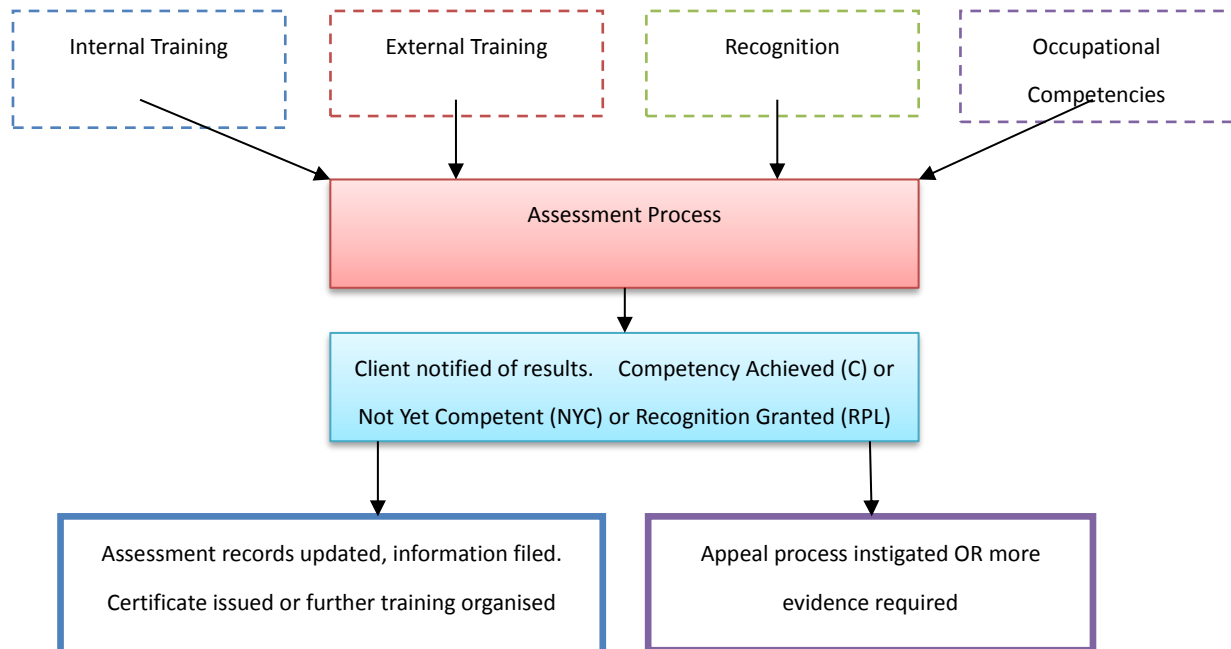 Internal Training
External Training
Recognition
Occupational
Competencies
Assessment Process
Client notified of results. Competency Achieved (C) or
Not Yet Competent (NYC) or Recognition Granted (RPL)
Assessment records updated, information filed.
Certificate issued or further training organised
Appeal process instigated OR more
evidence required